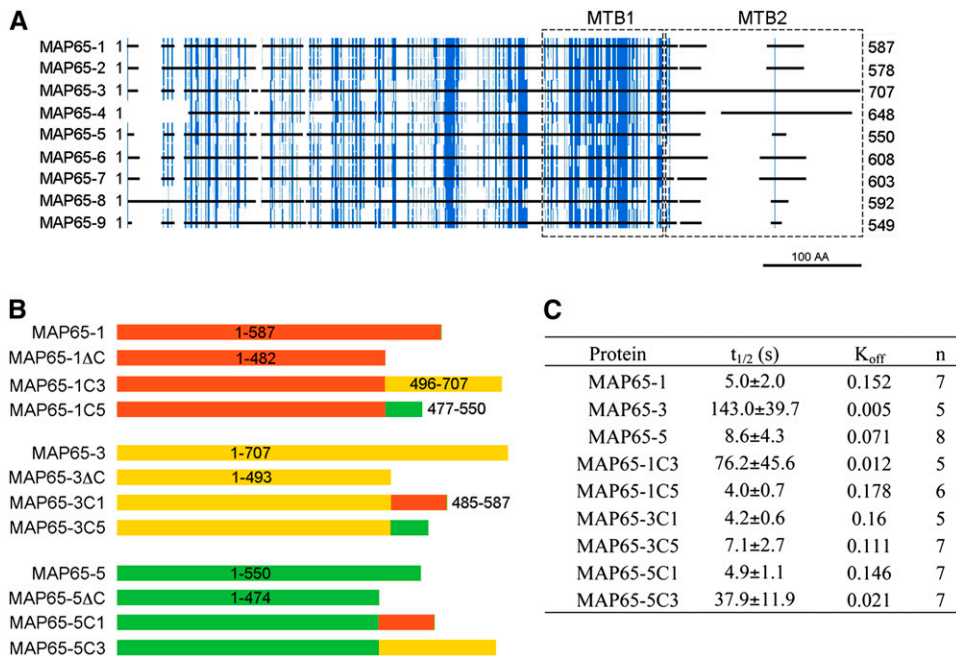 A
MTB1 MTB2
MAP65-1 1 587
MAP65-2 1 578
MAP65-3 1 707
MAP65-4 1 648
MAP65-5 1 550
MAP65-6 1 608
MAP65-7 1 603
MAP65-8 1 592
MAP65-9 1 549
100 AA
B
MAP65-1 1-587
MAP65-1ΔC 1-482
MAP65-1C3 496-707
MAP65-1C5 477-550
MAP65-3 1-707
MAP65-3ΔC 1-493
MAP65-3C1 485-587
MAP65-3C5
MAP65-5 1-550
MAP65-5ΔC 1-474
MAP65-5C1
MAP65-5C3
C
Protein t1/2 (s) Koff n
MAP65-1 5.0±2.0 0.152 7
MAP65-3 143.0±39.7 0.005 5
MAP65-5 8.6±4.3 0.071 8
MAP65-1C3 76.2±45.6 0.012 5
MAP65-1C5 4.0±0.7 0.178 6
MAP65-3C1 4.2±0.6 0.16 5
MAP65-3C5 7.1±2.7 0.111 7
MAP65-5C1 4.9±1.1 0.146 7
MAP65-5C3 37.9±11.9 0.021 7